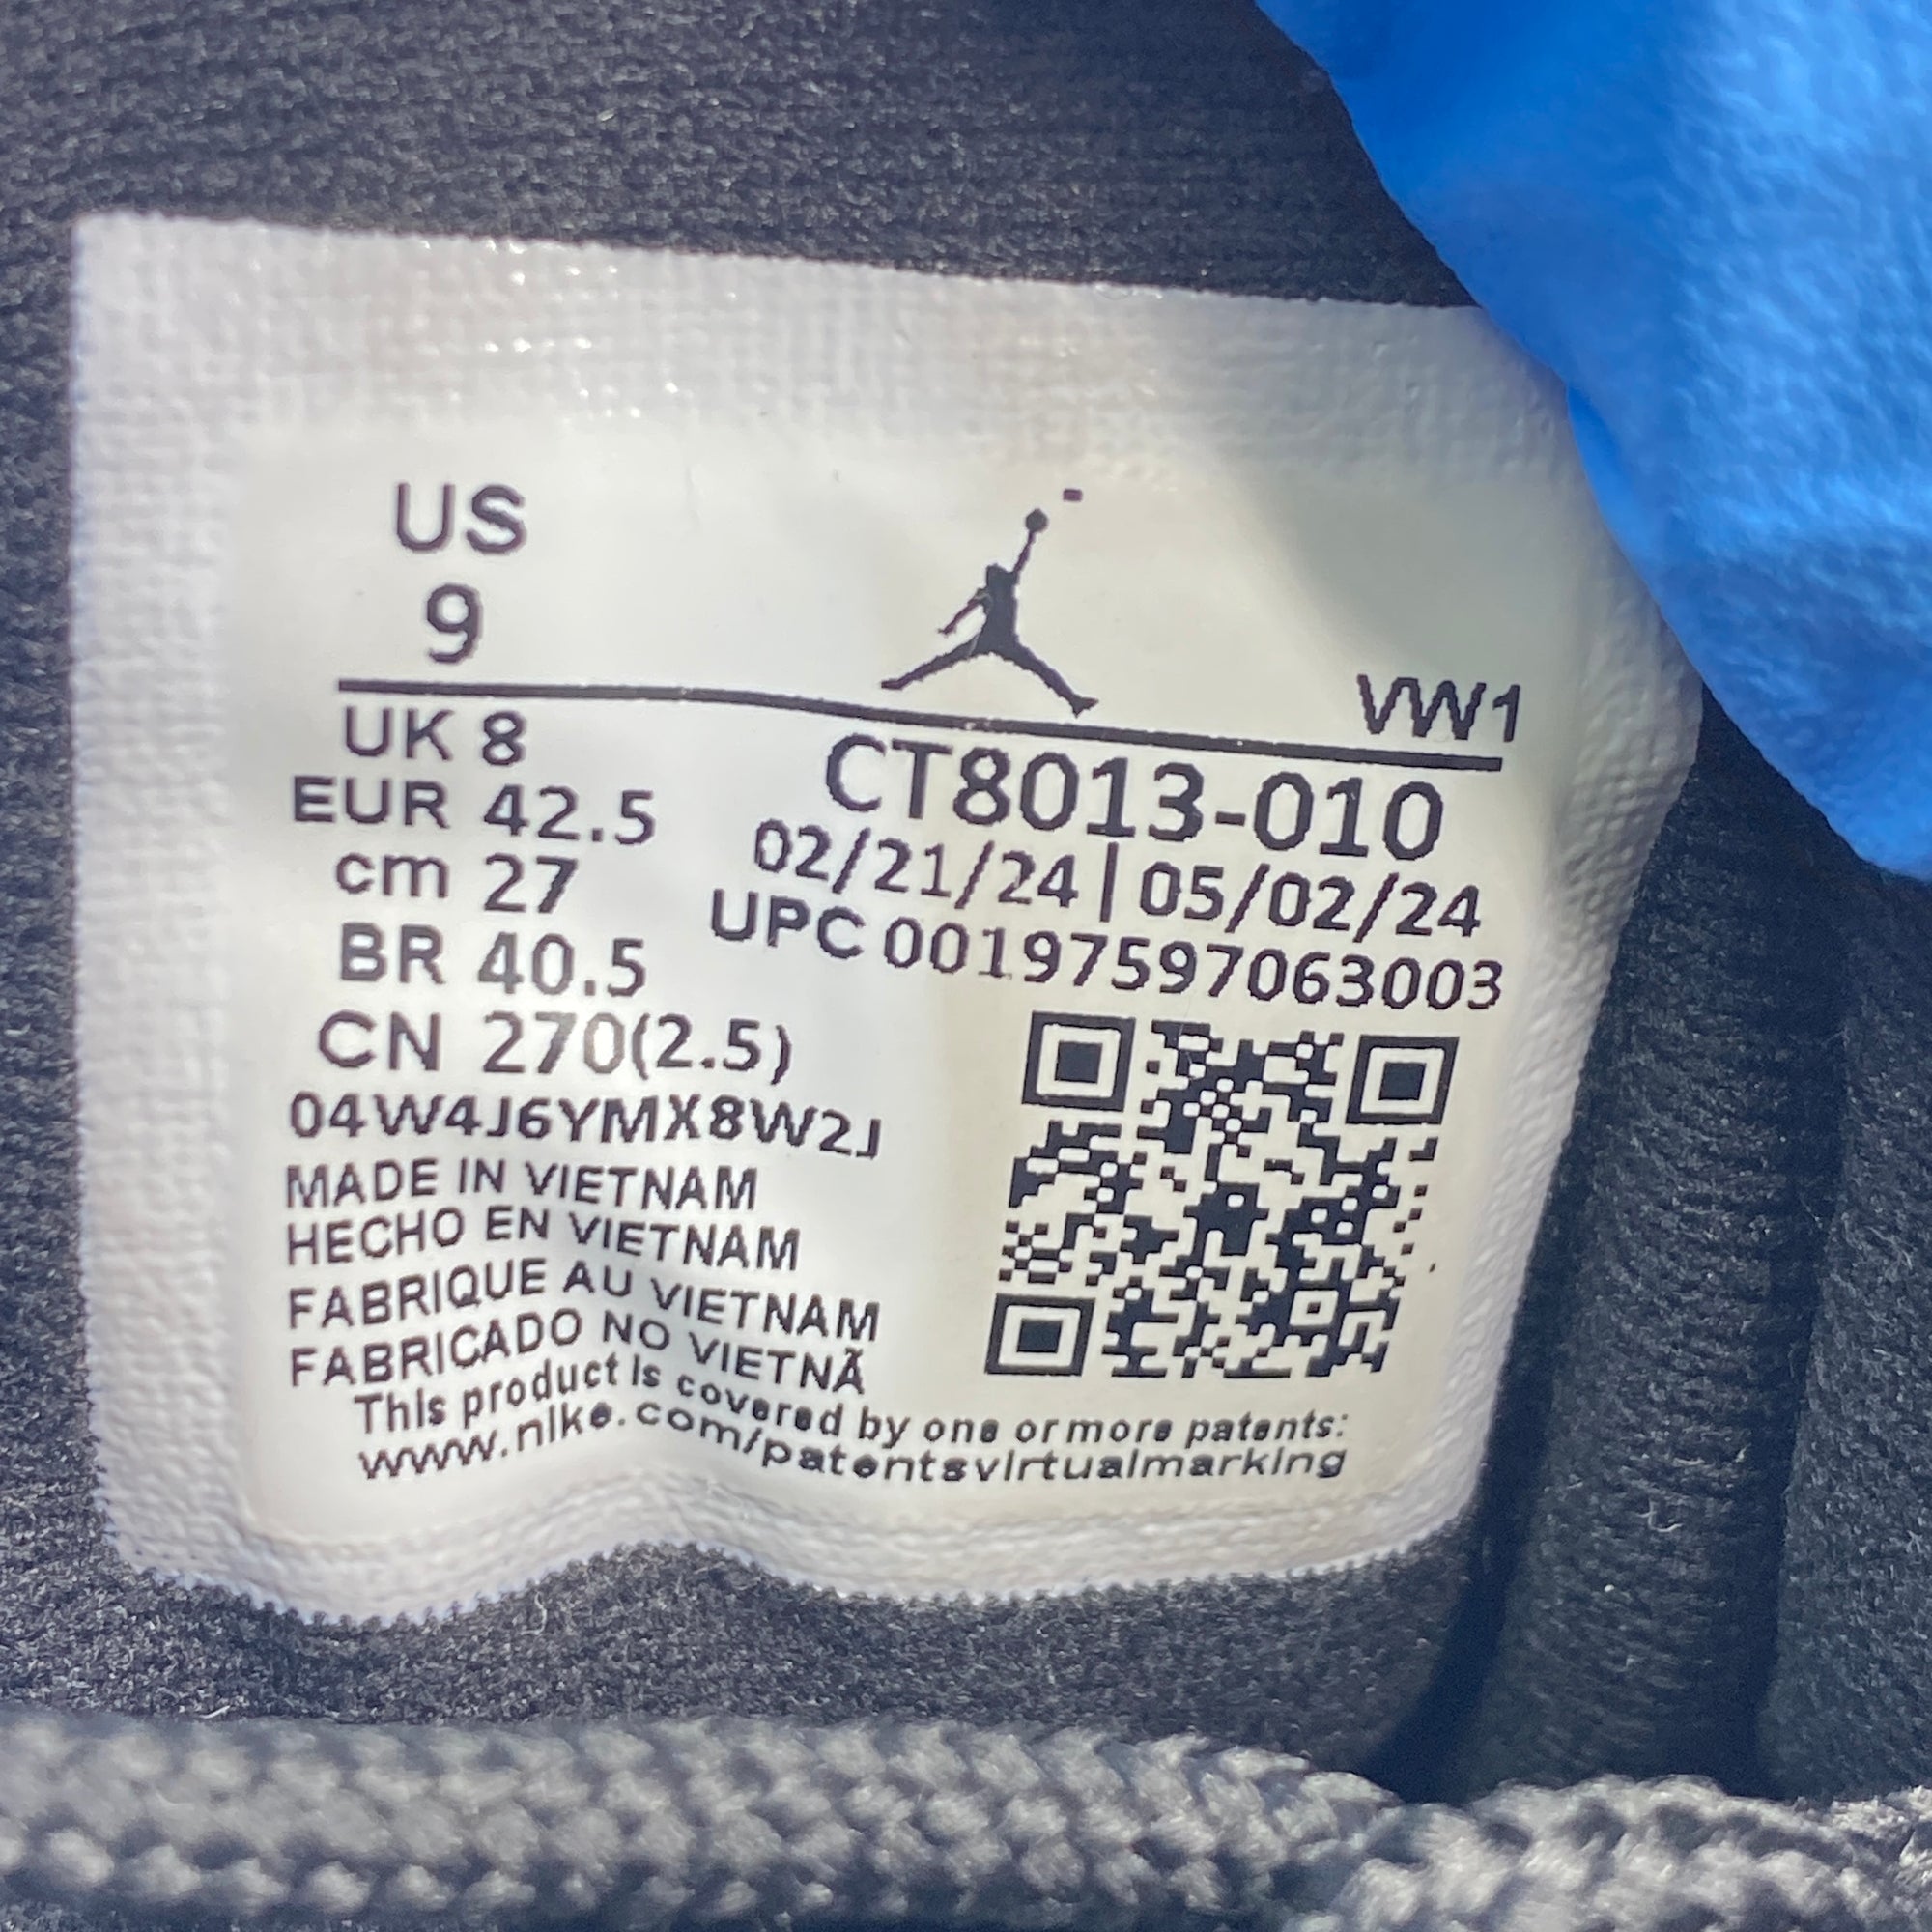 US
9
VW1
UK 8
EUR 42.5
cm 27
BR 40.5
CN 270(2.5)
CT8013-010
02/21/24|05/02/24
UPC 00197597063003
04W4J6YMX8W2J
MADE IN VIETNAM
HECHO EN VIETNAM
FABRIQUE AU VIETNAM
FABRICADO NO VIETNÃ
This product is covered by one or more patents:
www.nike.com/patentsvirtualmarking